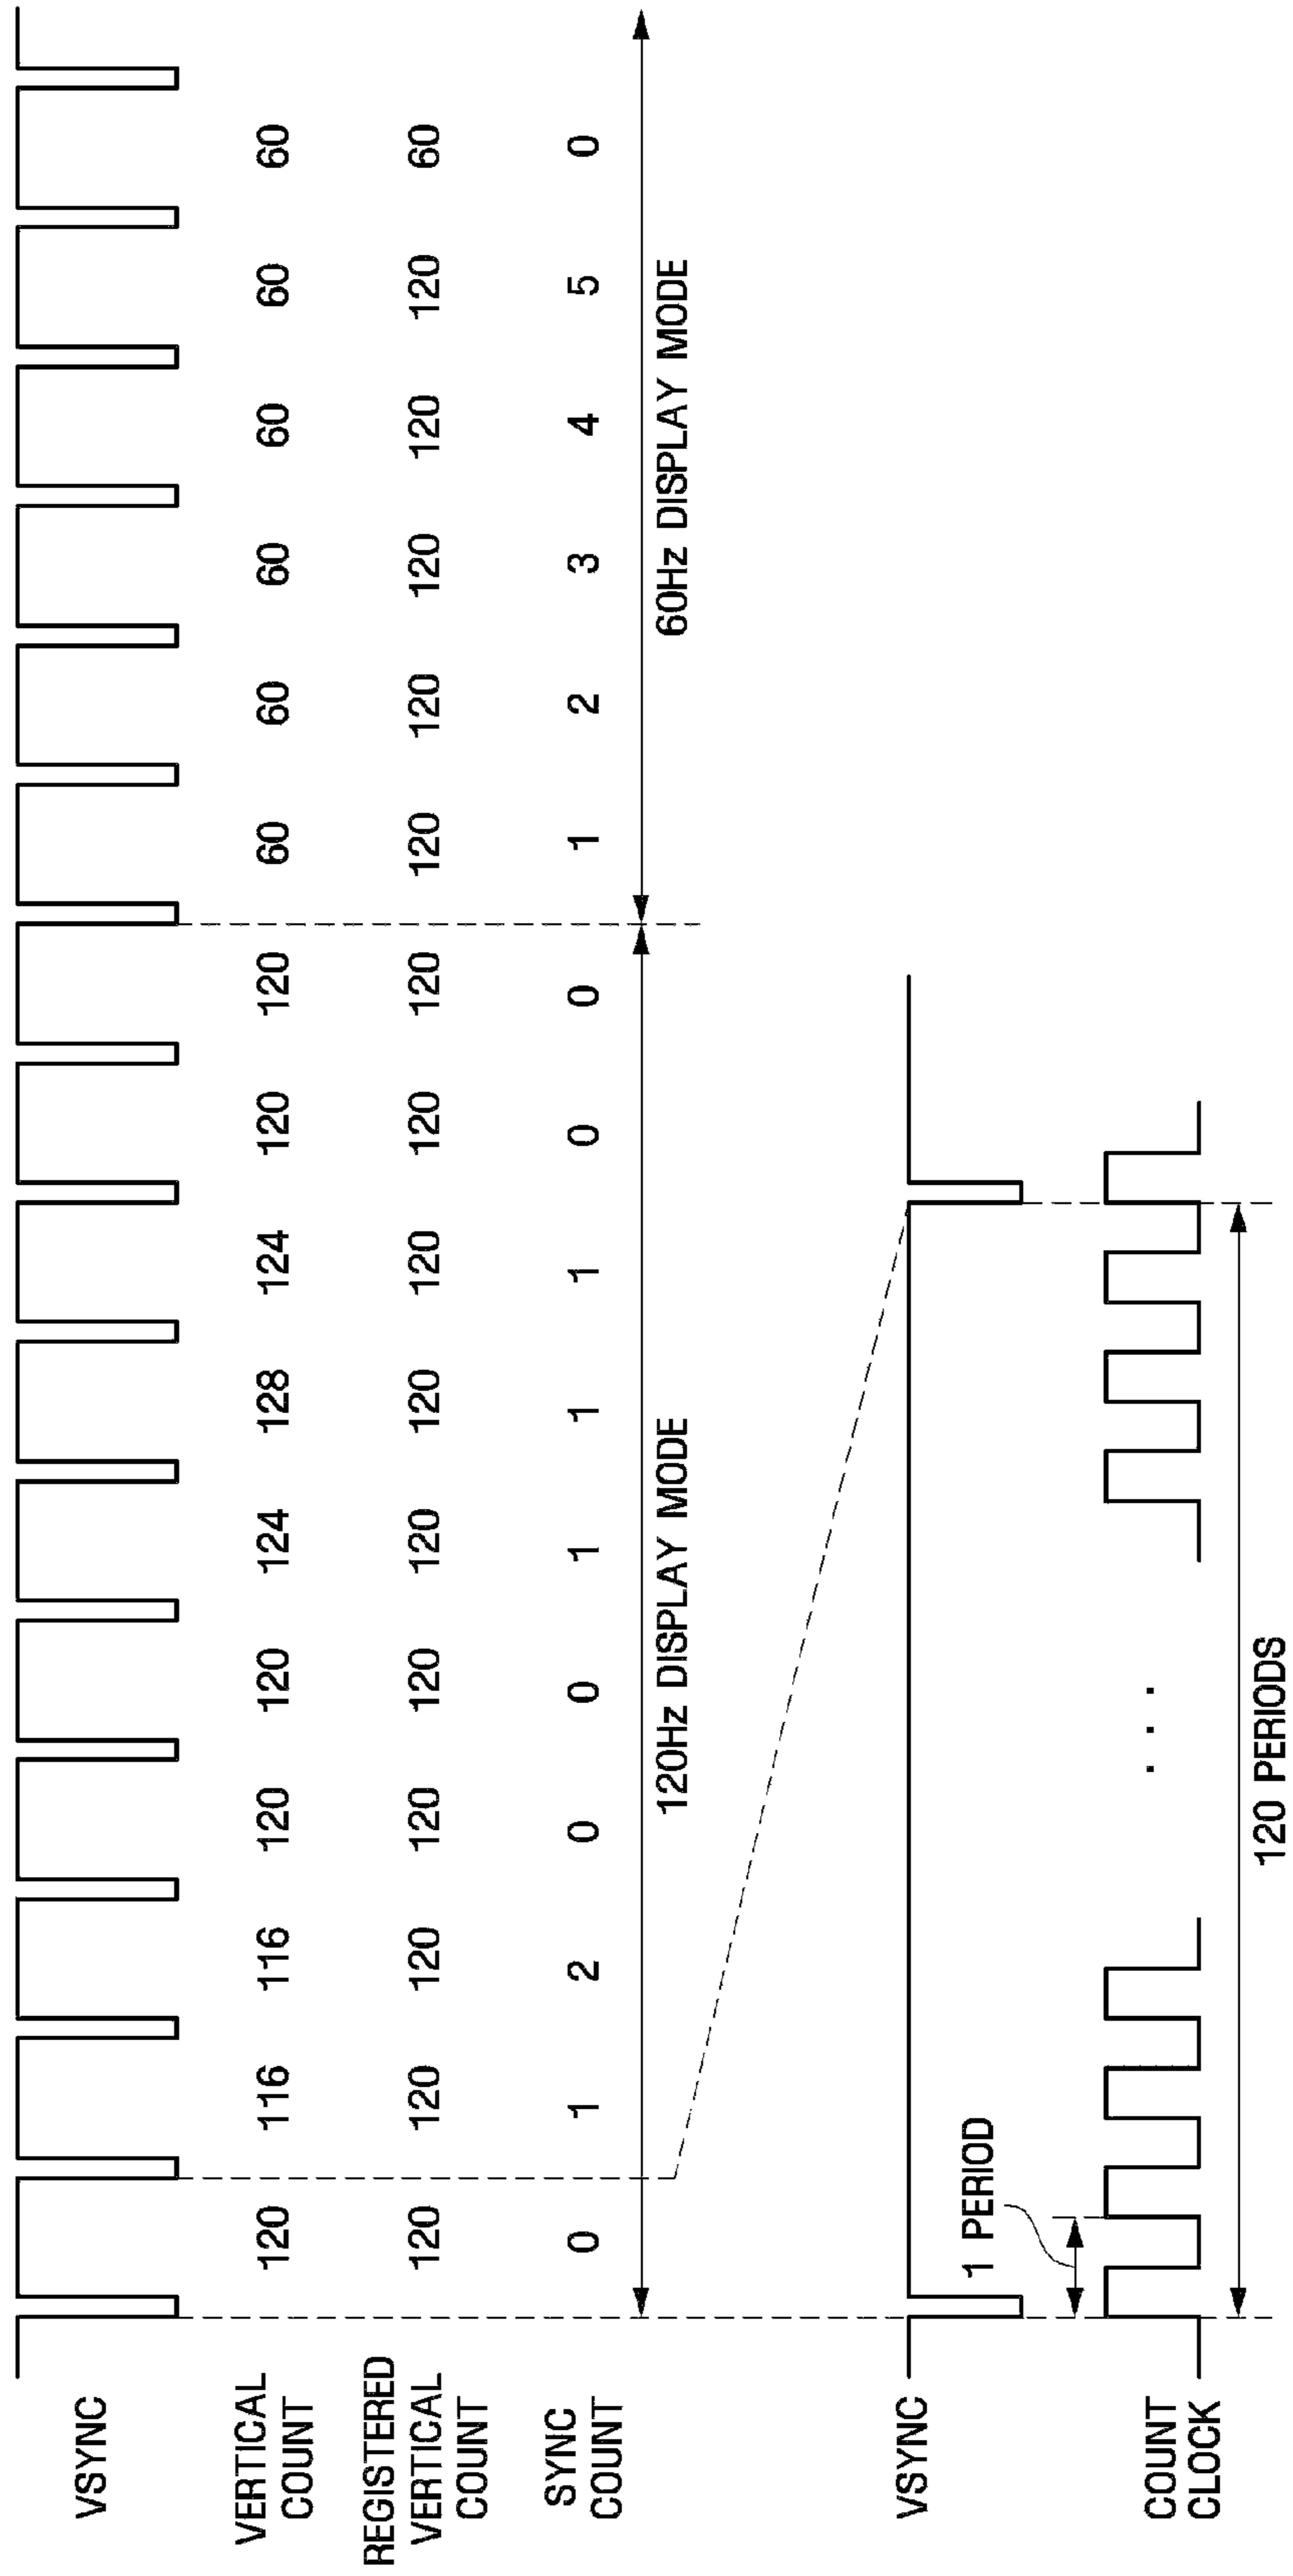 VSYNC
VERTICAL
COUNT
120 116 116 120 120 124 128 124 120 120 60 60 60 60 60 60
REGISTERED
VERTICAL
COUNT
120 120 120 120 120 120 120 120 120 120 120 120 120 120 120 60
SYNC
COUNT
0 1 2 0 0 1 1 1 0 0 1 2 3 4 5 0
120Hz DISPLAY MODE
60Hz DISPLAY MODE
VSYNC
1 PERIOD
COUNT
CLOCK
. . .
120 PERIODS